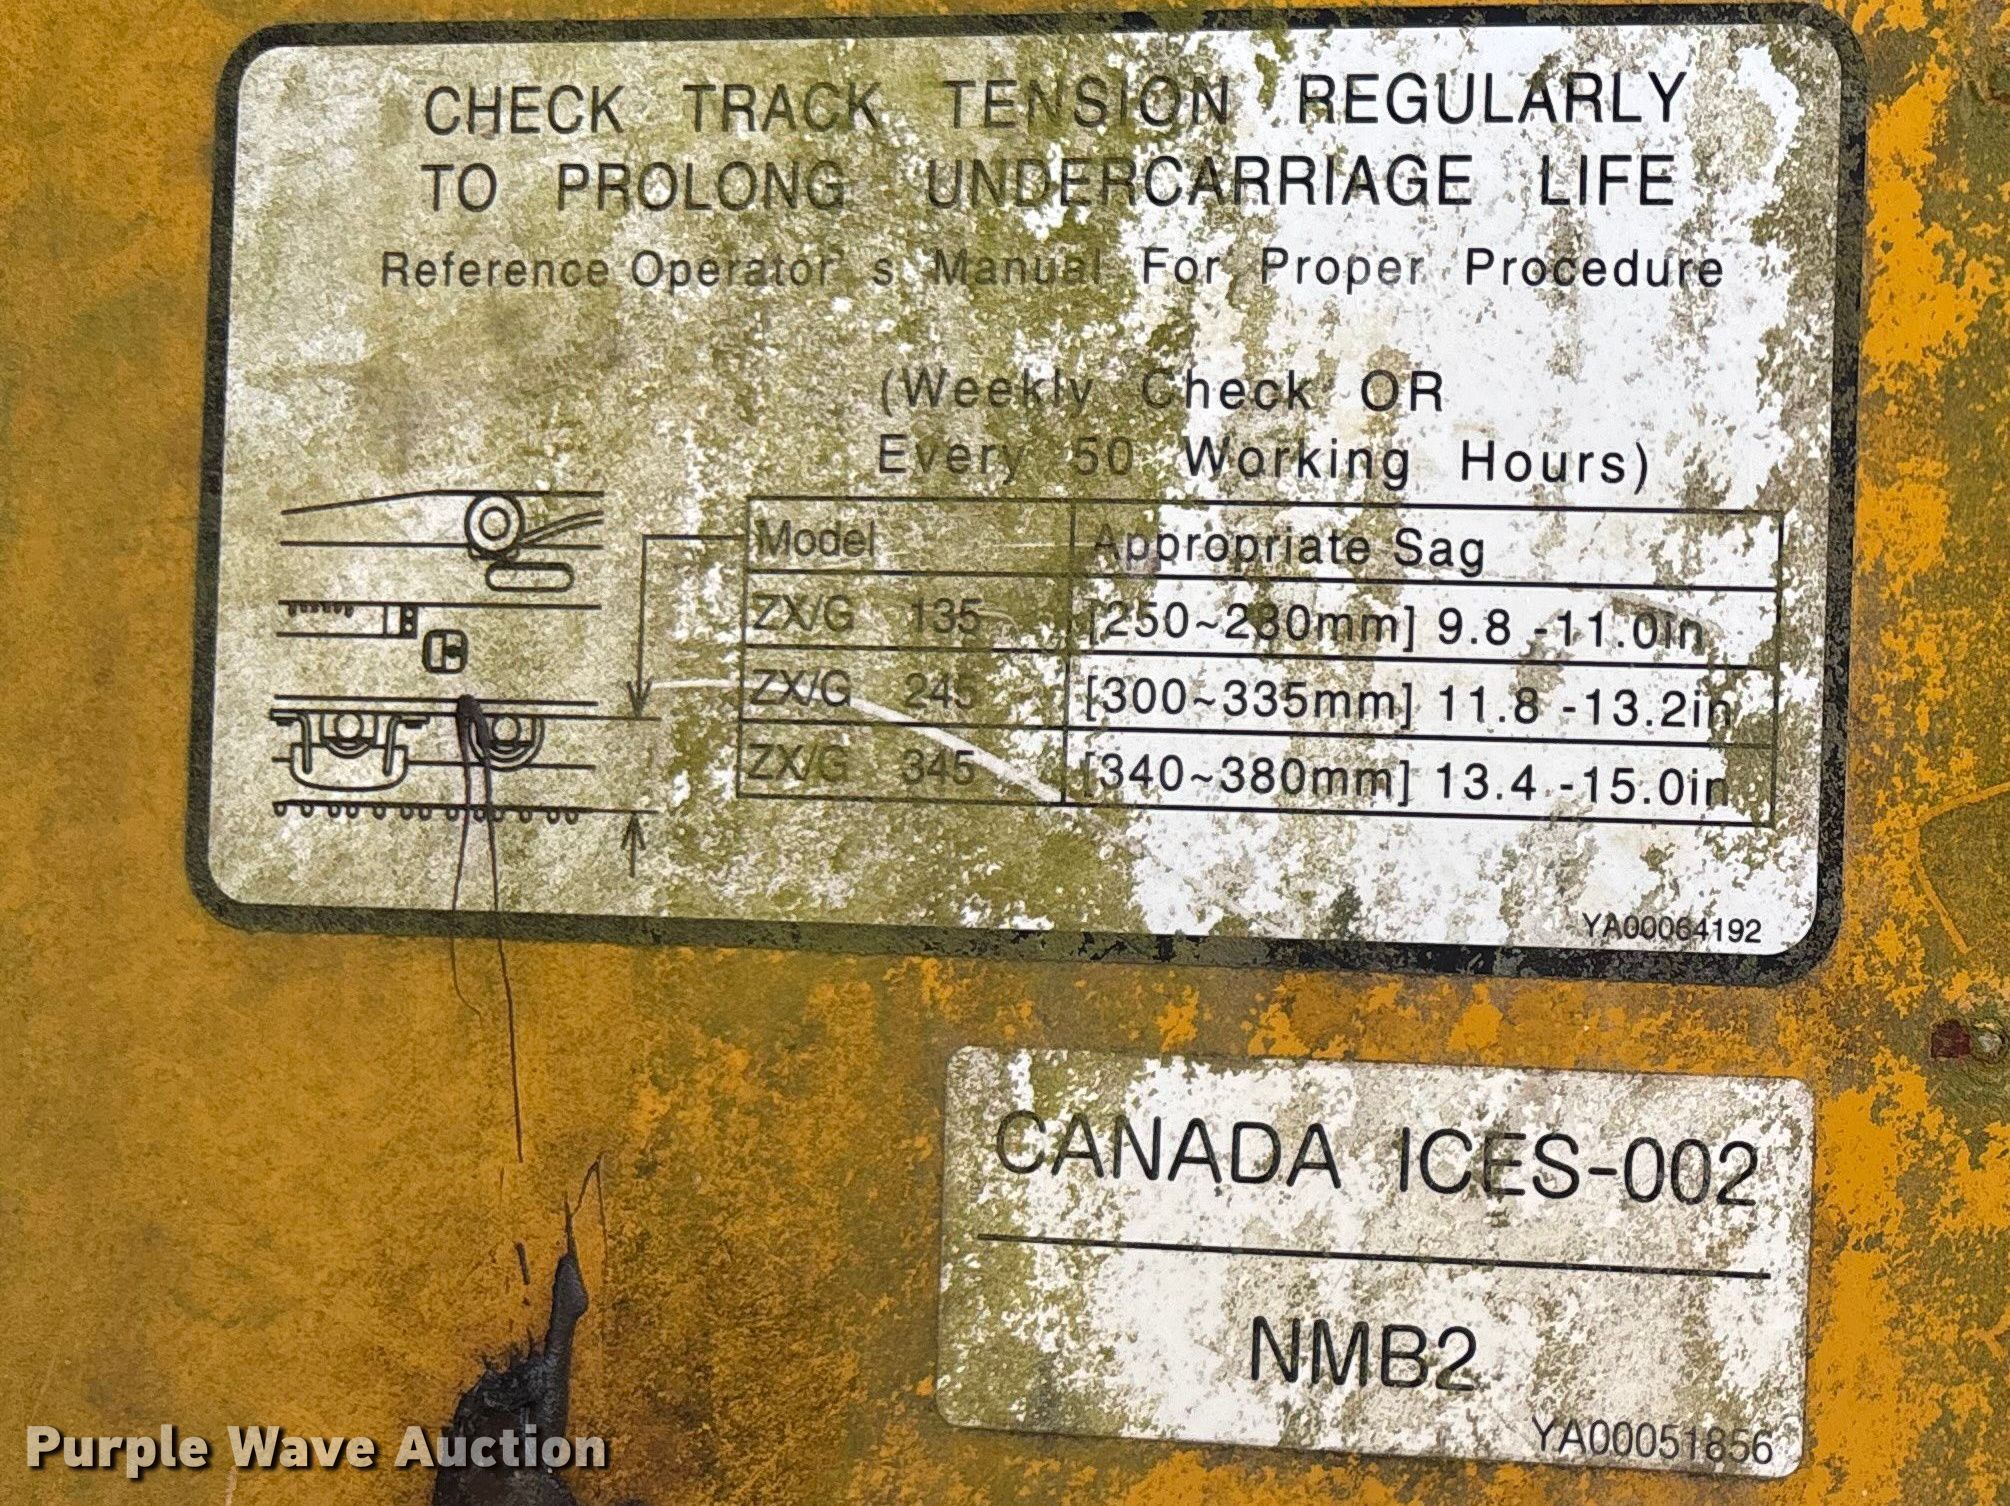 CHECK TRACK TENSION REGULARLY
TO PROLONG UNDERCARRIAGE LIFE
Reference Operator's Manual For Proper Procedure
(Weekly Check OR
Every 50 Working Hours)
Model Appropriate Sag
ZX/G 135 [250~280mm] 9.8 -11.0in
ZX/G 245 [300~335mm] 11.8 -13.2in
ZX/G 345 [340~380mm] 13.4 -15.0in
YA00064192
CANADA ICES-002
NMB2
YA00051856
Purple Wave Auction